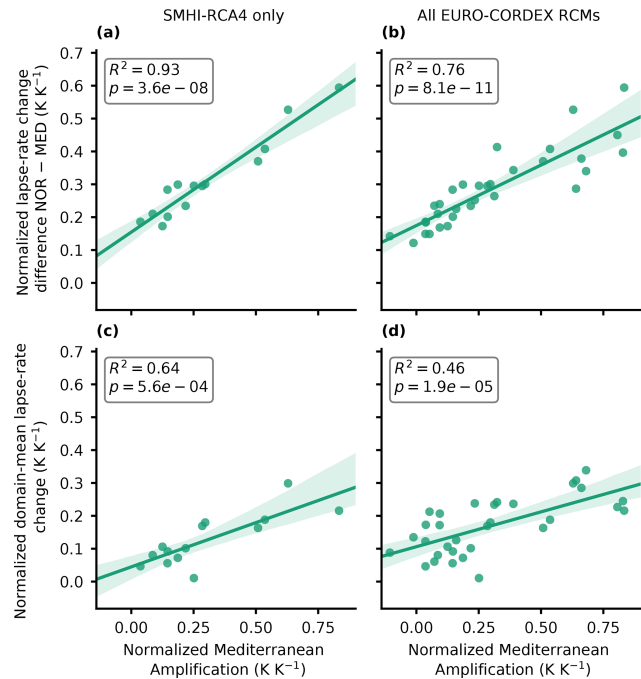 SMHI-RCA4 only
All EURO-CORDEX RCMs
(a)
(b)
0.7
0.6
0.5
0.4
0.3
0.2
0.1
0.0
Normalized lapse-rate change
difference NOR − MED (K K⁻¹)
R² = 0.93
p = 3.6e − 08
R² = 0.76
p = 8.1e − 11
(c)
(d)
0.7
0.6
0.5
0.4
0.3
0.2
0.1
0.0
Normalized domain-mean lapse-rate
change (K K⁻¹)
R² = 0.64
p = 5.6e − 04
R² = 0.46
p = 1.9e − 05
0.00 0.25 0.50 0.75
0.00 0.25 0.50 0.75
Normalized Mediterranean
Amplification (K K⁻¹)
Normalized Mediterranean
Amplification (K K⁻¹)